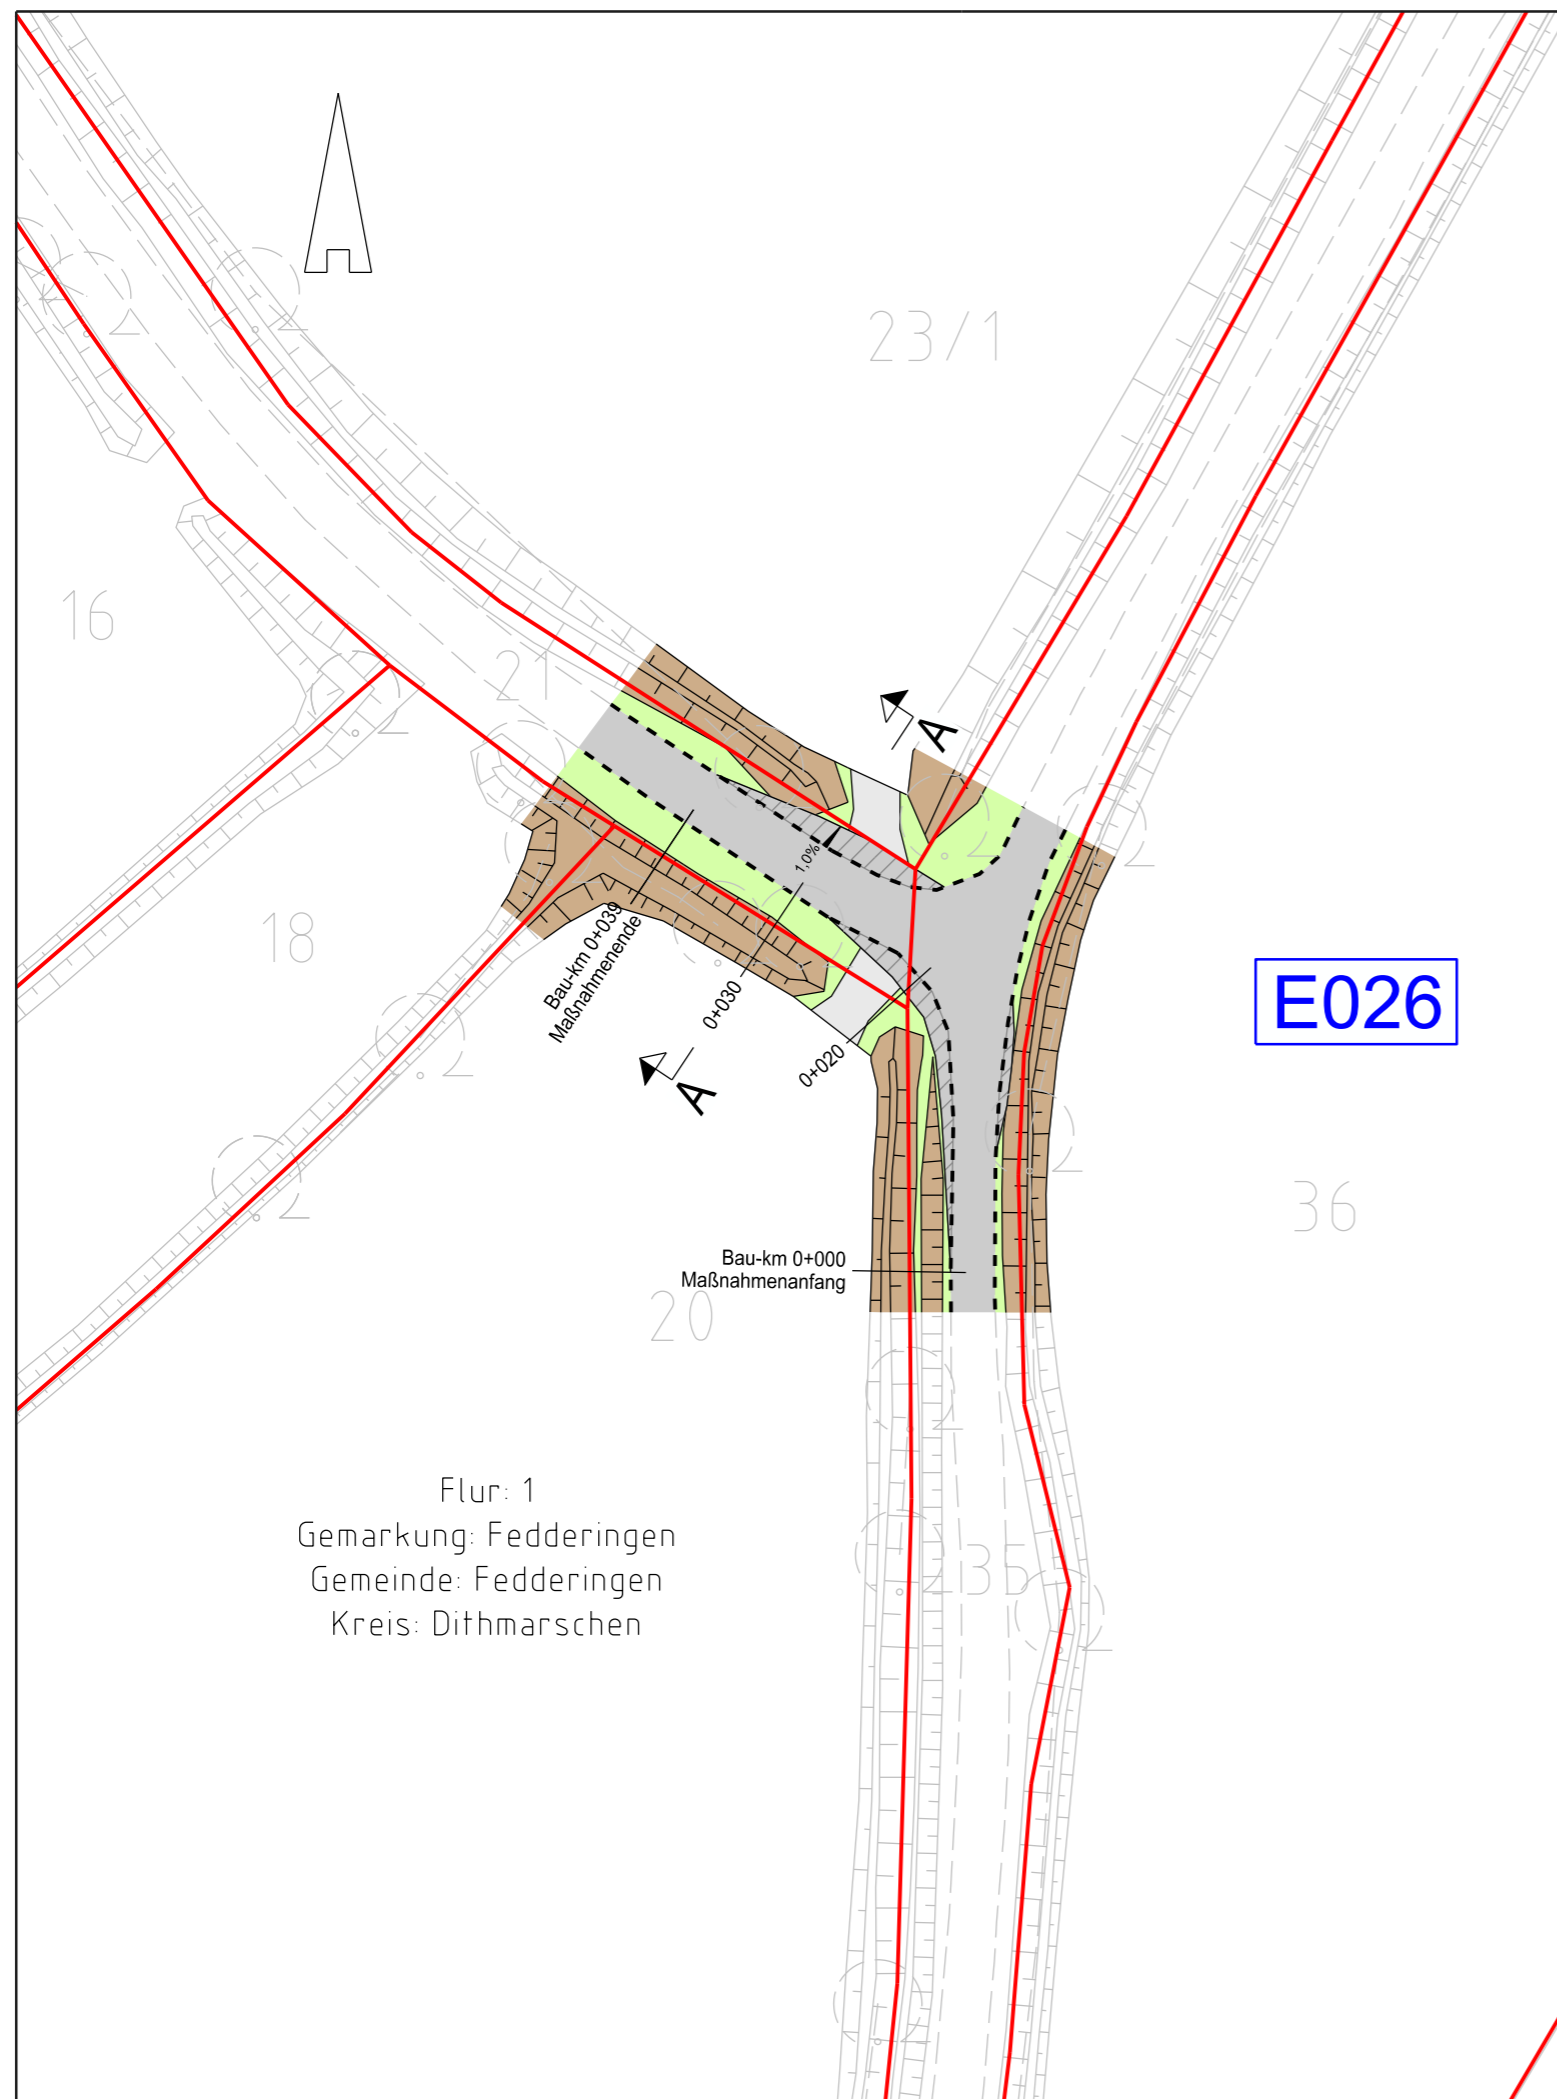 23/1
16
21
A
1,0%
18
Bau-km 0+039
Maßnahmenende
0+030
0+020
A
E026
36
Bau-km 0+000
Maßnahmenanfang
20
Flur: 1
Gemarkung: Fedderingen
Gemeinde: Fedderingen
Kreis: Dithmarschen